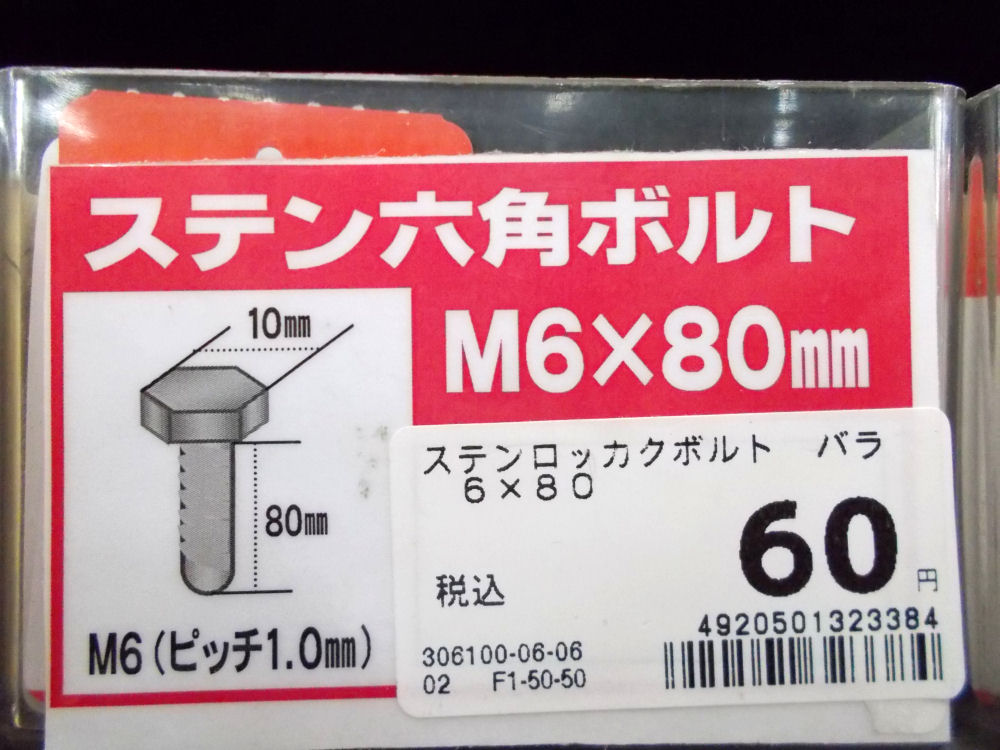 ステン六角ボルト
M6×80㎜
10㎜
80㎜
M6(ピッチ1.0㎜)
ステンロッカクボルト バラ
6×80
60円
税込
4920501323384
306100-06-06
02 F1-50-50